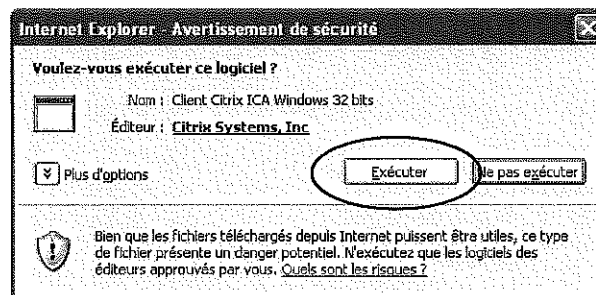 Internet Explorer - Avertissement de sécurité
Voulez-vous exécuter ce logiciel ?
Nom : Client Citrix ICA Windows 32 bits
Éditeur : Citrix Systems, Inc
Plus d'options
Exécuter
Ne pas exécuter
Bien que les fichiers téléchargés depuis Internet puissent être utiles, ce type
de fichier présente un danger potentiel. N'exécutez que les logiciels des
éditeurs approuvés par vous. Quels sont les risques ?